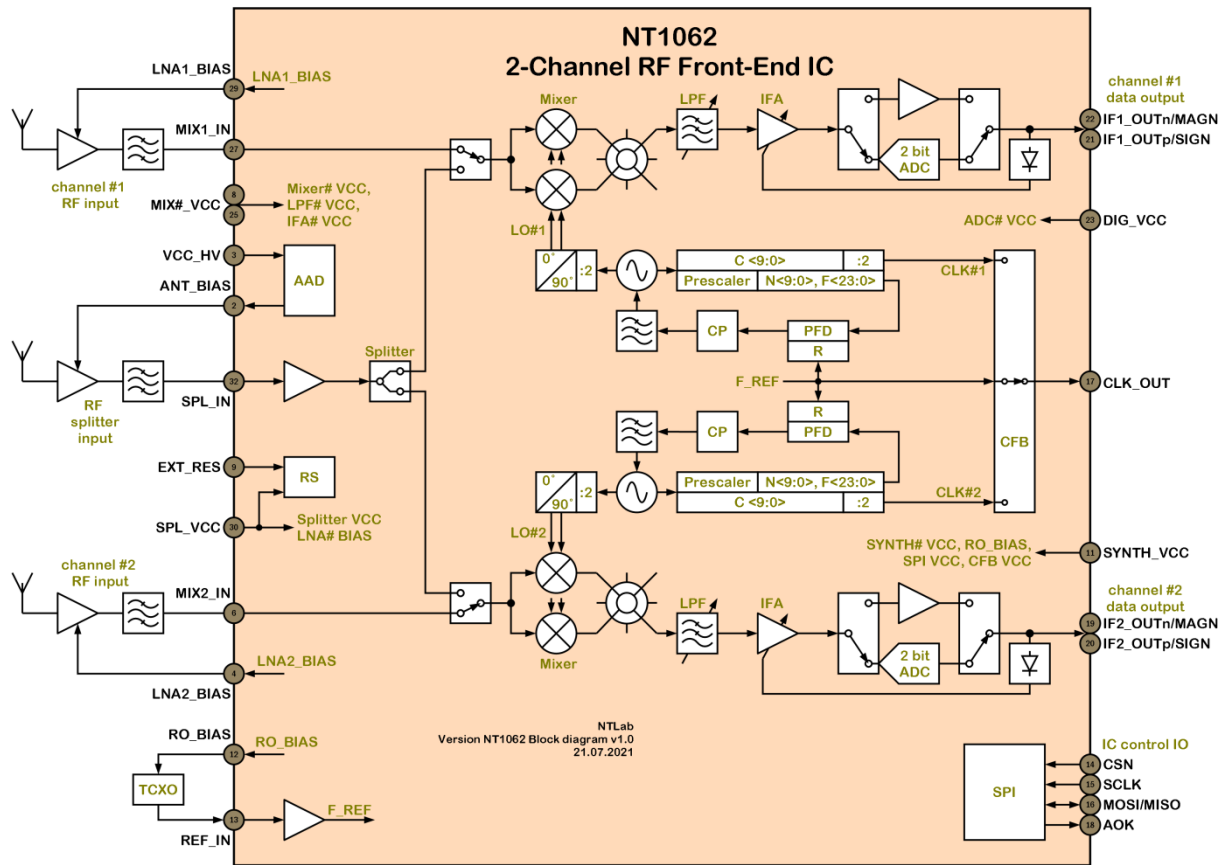 NT1062
2-Channel RF Front-End IC
LNA1_BIAS
29
LNA1_BIAS
MIX1_IN
27
channel #1
RF input
8
MIX#_VCC
25
Mixer# VCC,
LPF# VCC,
IFA# VCC
VCC_HV
3
AAD
ANT_BIAS
2
Splitter
32
SPL_IN
RF
splitter
input
EXT_RES
9
RS
SPL_VCC
30
Splitter VCC
LNA# BIAS
channel #2
RF input
MIX2_IN
6
LNA2_BIAS
4
LNA2_BIAS
RO_BIAS
12
RO_BIAS
TCXO
13
REF_IN
F_REF
Mixer
LPF
IFA
2 bit
ADC
LO#1
0°
90°
:2
C <9:0>
:2
Prescaler
N<9:0>, F<23:0>
CP
PFD
R
F_REF
R
PFD
CP
0°
90°
:2
Prescaler
N<9:0>, F<23:0>
C <9:0>
:2
LO#2
Mixer
LPF
IFA
2 bit
ADC
CLK#1
CFB
CLK#2
channel #1
data output
22
IF1_OUTn/MAGN
21
IF1_OUTp/SIGN
ADC# VCC
23
DIG_VCC
17
CLK_OUT
SYNTH# VCC, RO_BIAS,
SPI VCC, CFB VCC
11
SYNTH_VCC
channel #2
data output
19
IF2_OUTn/MAGN
20
IF2_OUTp/SIGN
NTLab
Version NT1062 Block diagram v1.0
21.07.2021
IC control IO
SPI
14
CSN
15
SCLK
16
MOSI/MISO
18
AOK